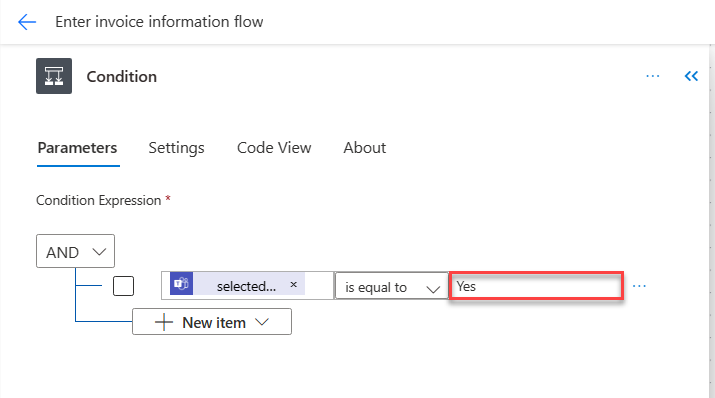 Enter invoice information flow
Condition
Parameters Settings Code View About
Condition Expression *
AND
selected... × is equal to Yes
New item